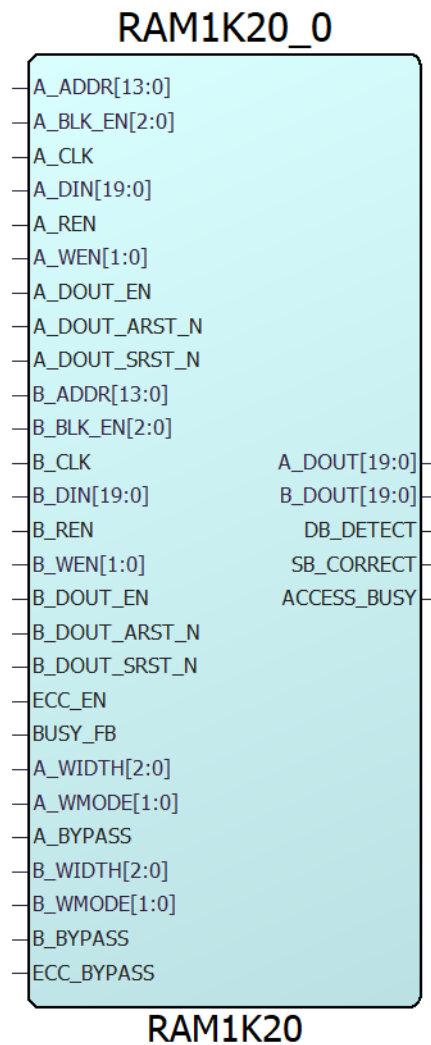 RAM1K20_0
A_ADDR[13:0]
A_BLK_EN[2:0]
A_CLK
A_DIN[19:0]
A_REN
A_WEN[1:0]
A_DOUT_EN
A_DOUT_ARST_N
A_DOUT_SRST_N
B_ADDR[13:0]
B_BLK_EN[2:0]
B_CLK A_DOUT[19:0]
B_DIN[19:0] B_DOUT[19:0]
B_REN DB_DETECT
B_WEN[1:0] SB_CORRECT
B_DOUT_EN ACCESS_BUSY
B_DOUT_ARST_N
B_DOUT_SRST_N
ECC_EN
BUSY_FB
A_WIDTH[2:0]
A_WMODE[1:0]
A_BYPASS
B_WIDTH[2:0]
B_WMODE[1:0]
B_BYPASS
ECC_BYPASS
RAM1K20